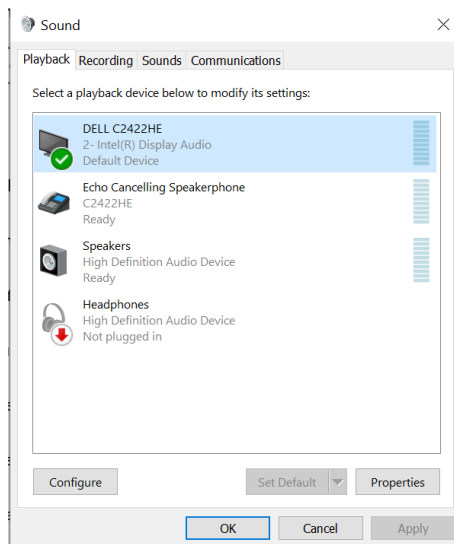 Sound
Playback Recording Sounds Communications
Select a playback device below to modify its settings:
DELL C2422HE
2- Intel(R) Display Audio
Default Device
Echo Cancelling Speakerphone
C2422HE
Ready
Speakers
High Definition Audio Device
Ready
Headphones
High Definition Audio Device
Not plugged in
Configure Set Default Properties
OK Cancel Apply